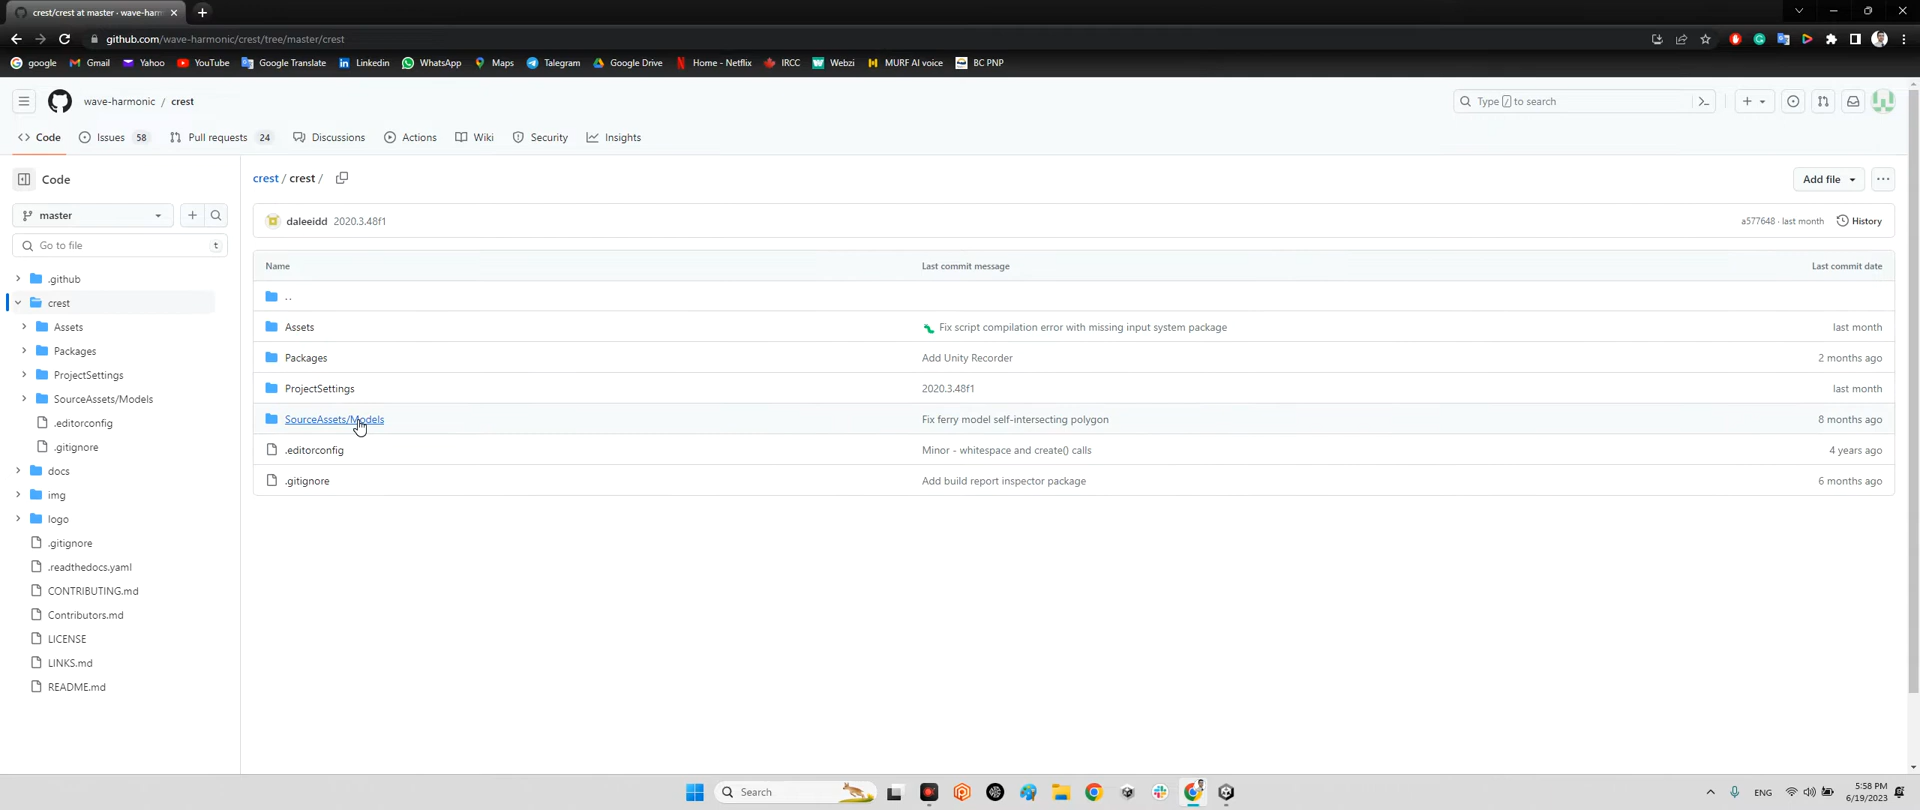 crest/crest at master · wave-harm
github.com/wave-harmonic/crest/tree/master/crest
google Gmail Yahoo YouTube Google Translate Linkedin WhatsApp Maps Telagram Google Drive Home - Netflix IRCC Webzi MURF AI voice BC PNP
wave-harmonic / crest
Type / to search
Code Issues 58 Pull requests 24 Discussions Actions Wiki Security Insights
Code
crest / crest /
Add file
master
Go to file t
daleeidd 2020.3.48f1
a577648 · last month History
Name Last commit message Last commit date
..
Assets Fix script compilation error with missing input system package last month
Packages Add Unity Recorder 2 months ago
ProjectSettings 2020.3.48f1 last month
SourceAssets/Models Fix ferry model self-intersecting polygon 8 months ago
.editorconfig Minor - whitespace and create() calls 4 years ago
.gitignore Add build report inspector package 6 months ago
.github
crest
Assets
Packages
ProjectSettings
SourceAssets/Models
.editorconfig
.gitignore
docs
img
logo
.gitignore
.readthedocs.yaml
CONTRIBUTING.md
Contributors.md
LICENSE
LINKS.md
README.md
Search
ENG
5:58 PM
6/19/2023